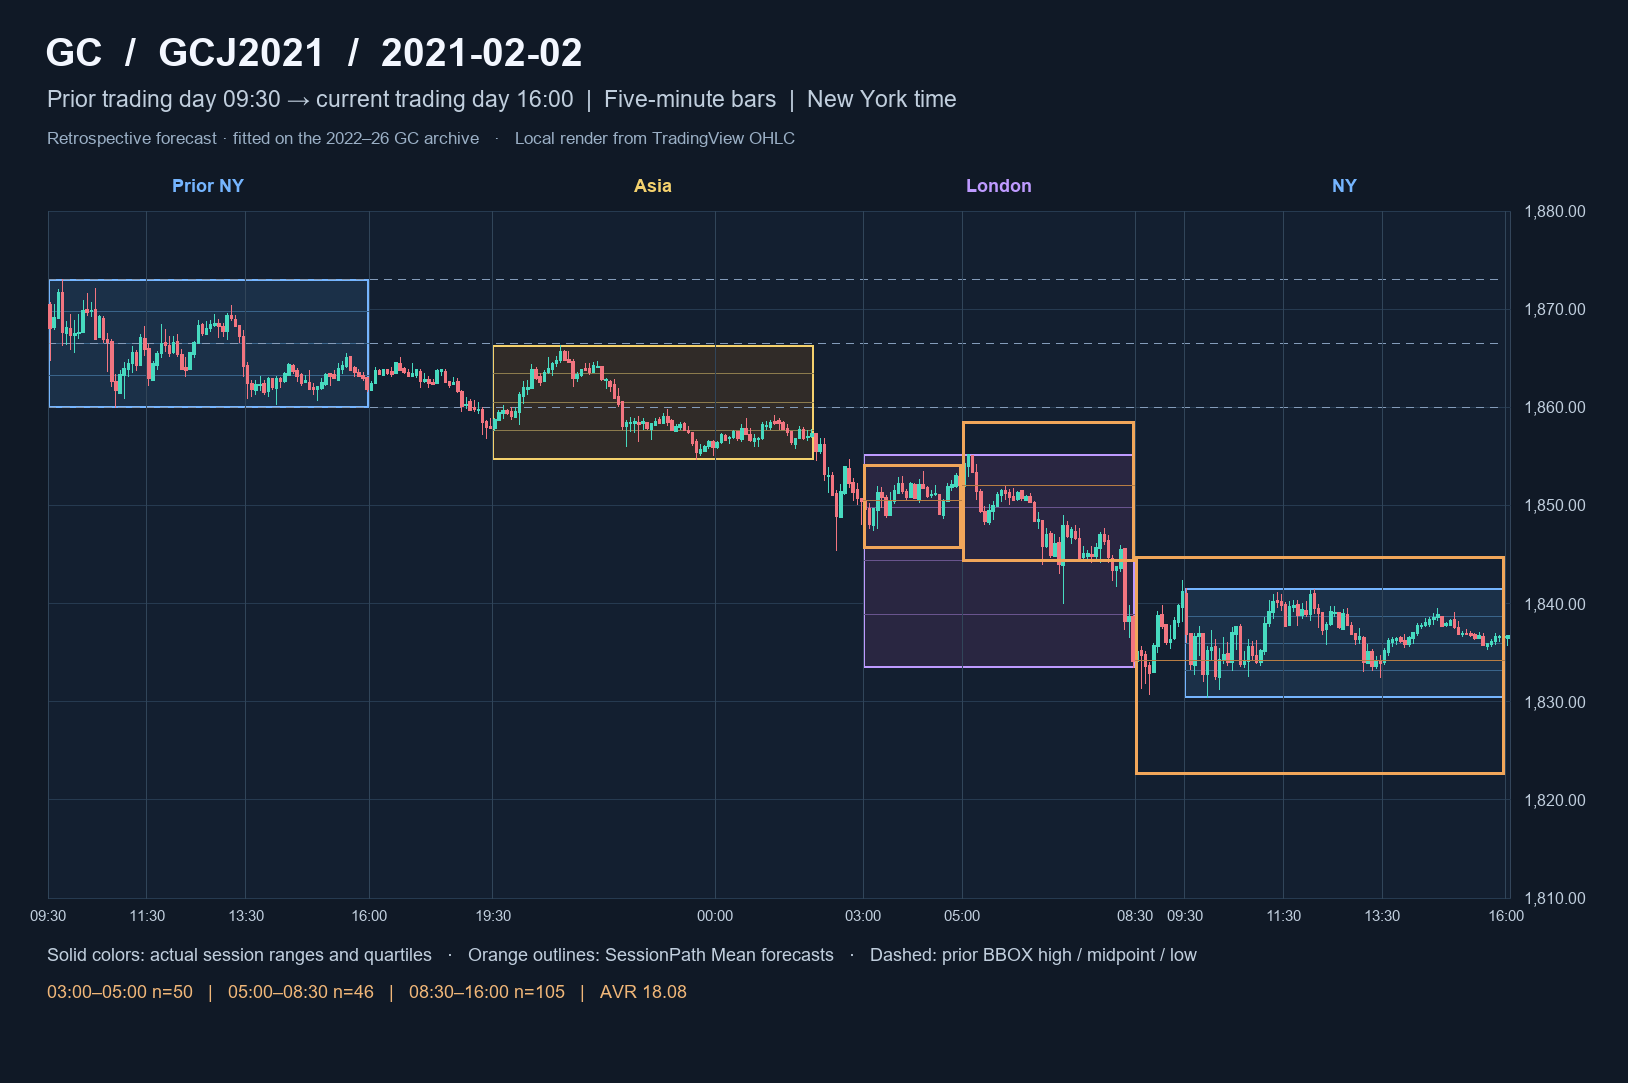 GC / GCJ2021 / 2021-02-02
Prior trading day 09:30 → current trading day 16:00 | Five-minute bars | New York time
Retrospective forecast · fitted on the 2022–26 GC archive · Local render from TradingView OHLC
Prior NY Asia London NY
1,880.00
1,870.00
1,860.00
1,850.00
1,840.00
1,830.00
1,820.00
1,810.00
09:30 11:30 13:30 16:00 19:30 00:00 03:00 05:00 08:30 09:30 11:30 13:30 16:00
Solid colors: actual session ranges and quartiles · Orange outlines: SessionPath Mean forecasts · Dashed: prior BBOX high / midpoint / low
03:00–05:00 n=50 | 05:00–08:30 n=46 | 08:30–16:00 n=105 | AVR 18.08